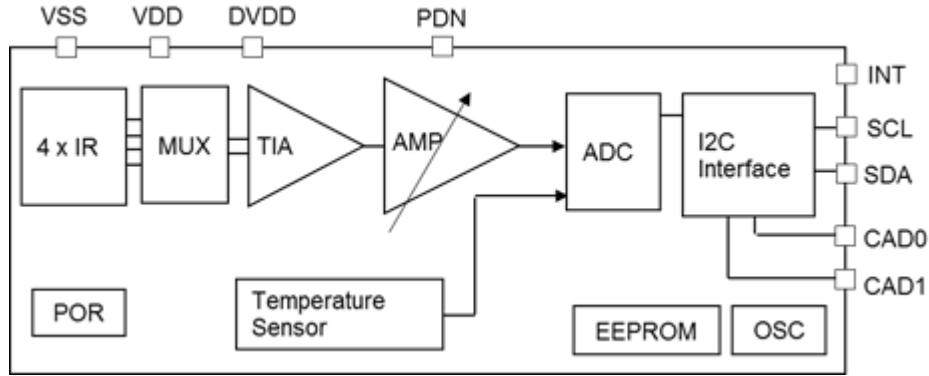 VSS VDD DVDD PDN
INT
4 x IR MUX TIA AMP ADC I2C
Interface
SCL
SDA
CAD0
CAD1
POR
Temperature
Sensor
EEPROM OSC